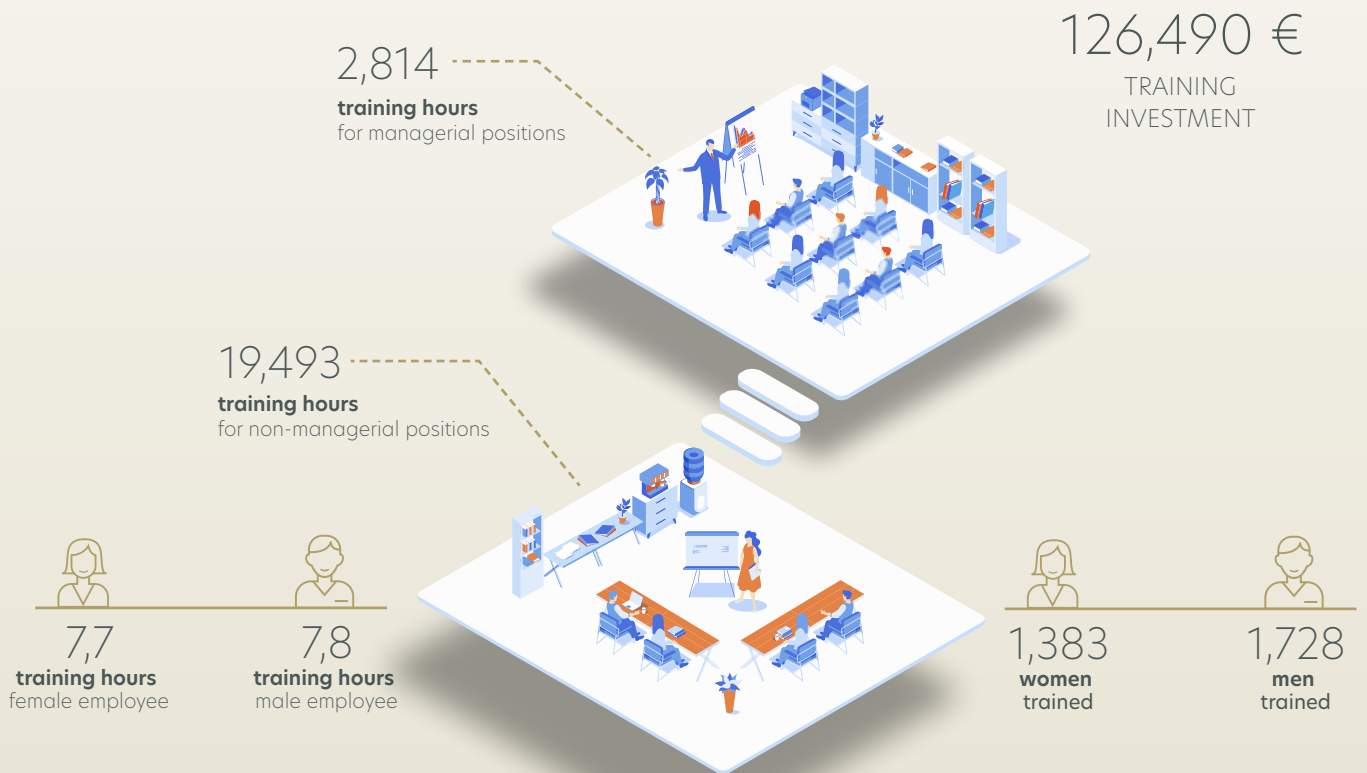 126,490 €
TRAINING
INVESTMENT
2,814
training hours
for managerial positions
19,493
training hours
for non-managerial positions
7,7
training hours
female employee
7,8
training hours
male employee
1,383
women
trained
1,728
men
trained